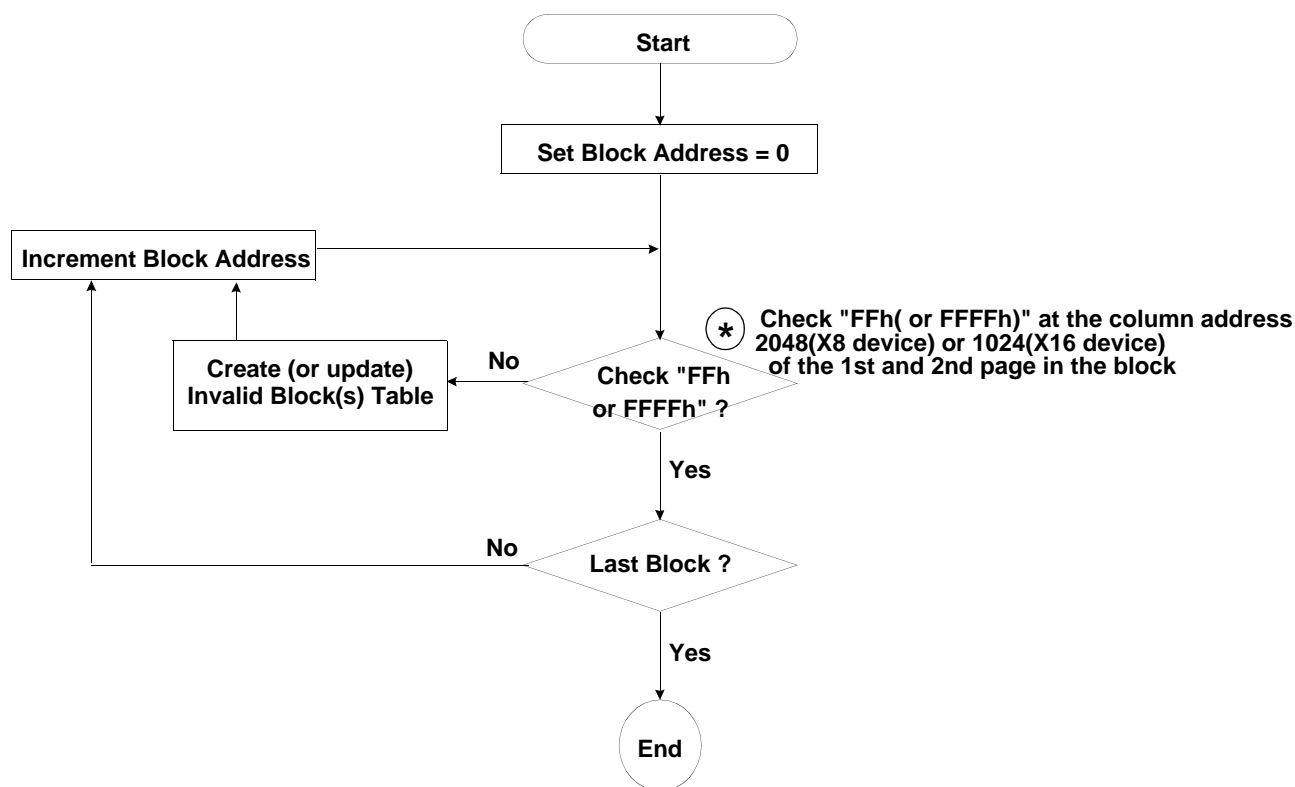 Start
Set Block Address = 0
Increment Block Address
* Check "FFh( or FFFFh)" at the column address
2048(X8 device) or 1024(X16 device)
of the 1st and 2nd page in the block
Create (or update)
Invalid Block(s) Table
No
Check "FFh
or FFFFh" ?
Yes
No
Last Block ?
Yes
End